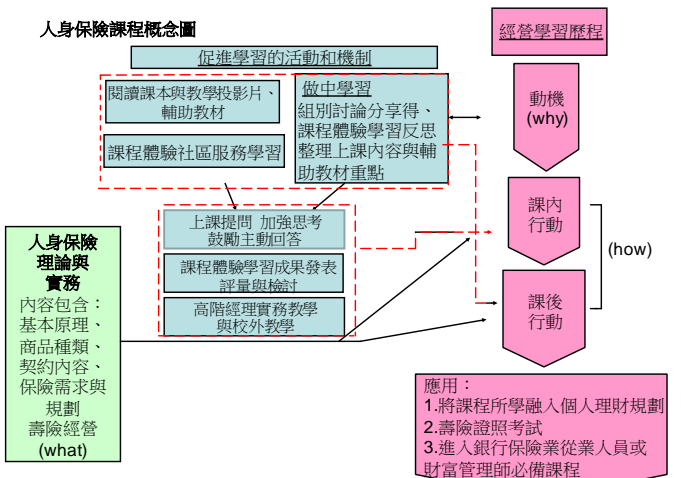 人身保險課程概念圖
促進學習的活動和機制
閱讀課本與教學投影片、
輔助教材
課程體驗社區服務學習
做中學習
組別討論分享得、
課程體驗學習反思
整理上課內容與輔
助教材重點
上課提問 加強思考
鼓勵主動回答
課程體驗學習成果發表
評量與檢討
高階經理實務教學
與校外教學
人身保險
理論與
實務
內容包含：
基本原理、
商品種類、
契約內容、
保險需求與
規劃
壽險經營
(what)
經營學習歷程
動機
(why)
課內
行動
(how)
課後
行動
應用：
1.將課程所學融入個人理財規劃
2.壽險證照考試
3.進入銀行保險業從業人員或
財富管理師必備課程